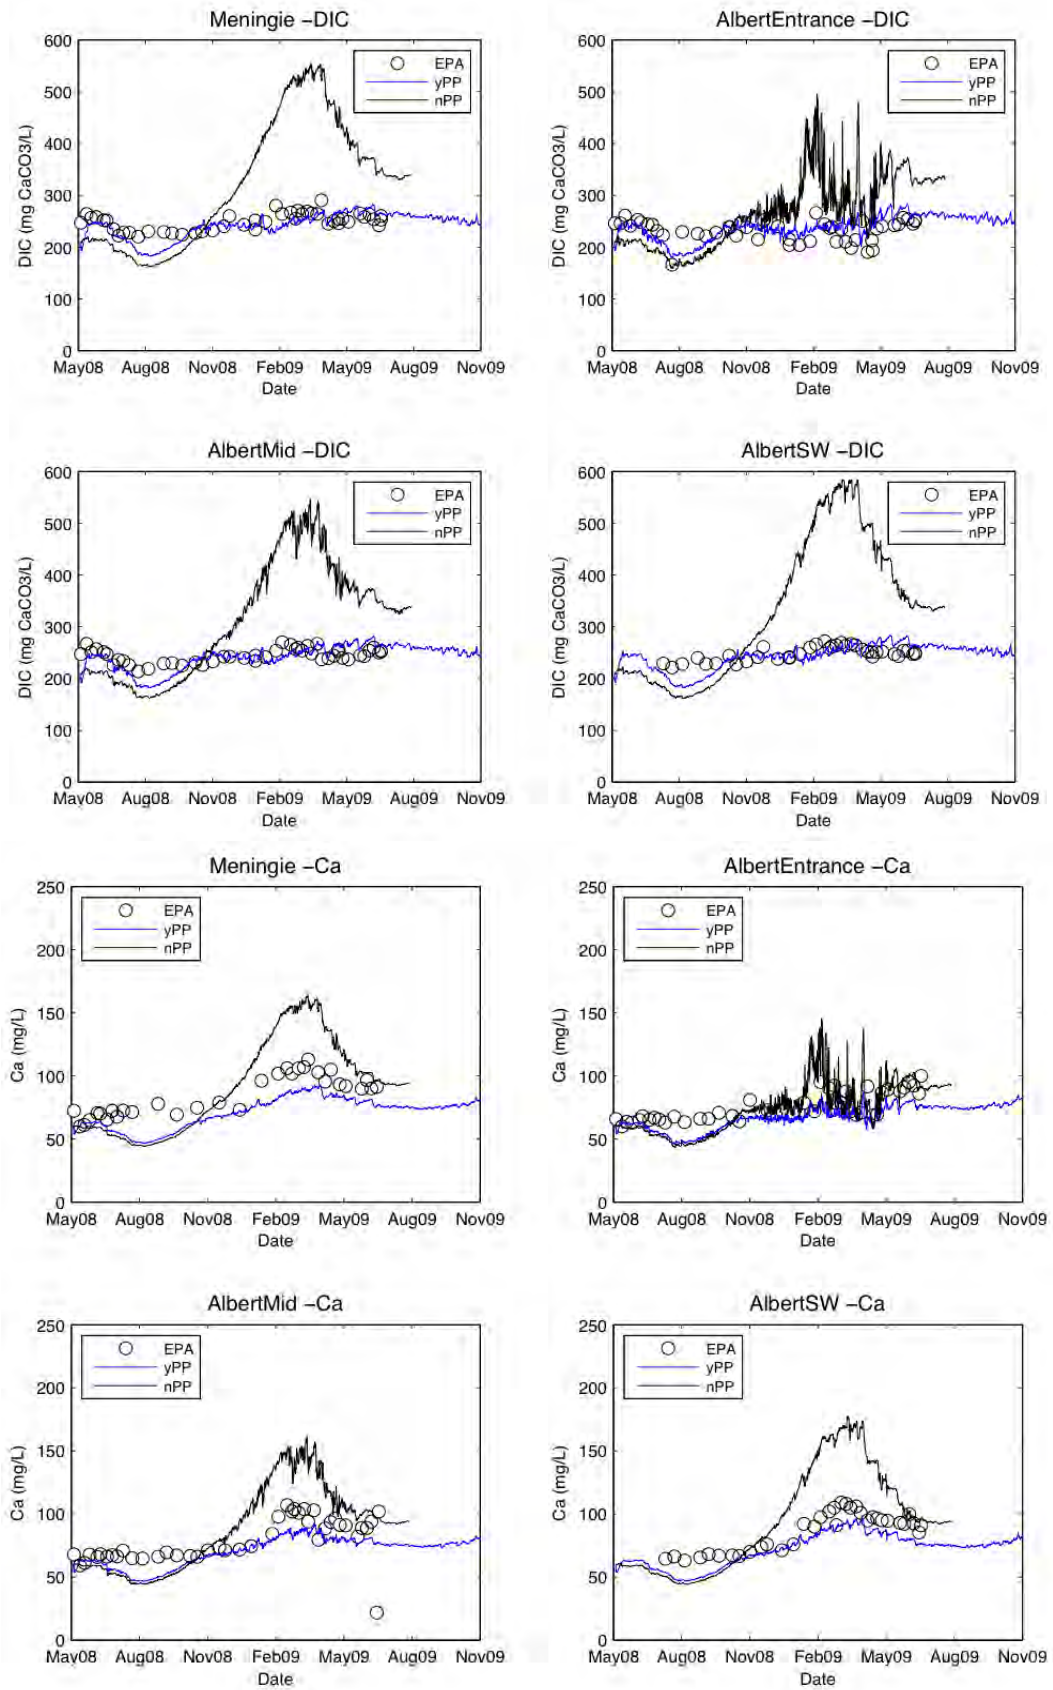 Meningie –DIC
AlbertEntrance –DIC
600
500
400
300
200
100
0
DIC (mg CaCO3/L)
EPA
yPP
nPP
May08 Aug08 Nov08 Feb09 May09 Aug09 Nov09
Date
600
500
400
300
200
100
0
DIC (mg CaCO3/L)
EPA
yPP
nPP
May08 Aug08 Nov08 Feb09 May09 Aug09 Nov09
Date
AlbertMid –DIC
AlbertSW –DIC
600
500
400
300
200
100
0
DIC (mg CaCO3/L)
EPA
yPP
nPP
May08 Aug08 Nov08 Feb09 May09 Aug09 Nov09
Date
600
500
400
300
200
100
0
DIC (mg CaCO3/L)
EPA
yPP
nPP
May08 Aug08 Nov08 Feb09 May09 Aug09 Nov09
Date
Meningie –Ca
AlbertEntrance –Ca
250
200
150
100
50
0
Ca (mg/L)
EPA
yPP
nPP
May08 Aug08 Nov08 Feb09 May09 Aug09 Nov09
Date
250
200
150
100
50
0
Ca (mg/L)
EPA
yPP
nPP
May08 Aug08 Nov08 Feb09 May09 Aug09 Nov09
Date
AlbertMid –Ca
AlbertSW –Ca
250
200
150
100
50
0
Ca (mg/L)
EPA
yPP
nPP
May08 Aug08 Nov08 Feb09 May09 Aug09 Nov09
Date
250
200
150
100
50
0
Ca (mg/L)
EPA
yPP
nPP
May08 Aug08 Nov08 Feb09 May09 Aug09 Nov09
Date